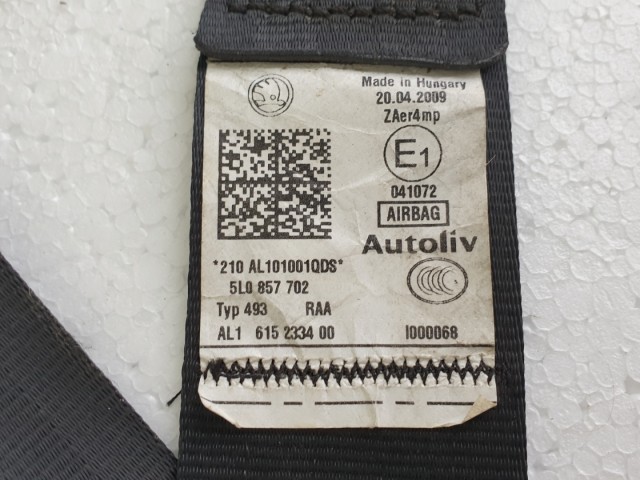 Made in Hungary
20.04.2009
ZAer4mp
E1
041072
AIRBAG
Autoliv
*210 AL101001QDS*
5L0 857 702
Typ 493 RAA
AL1 615 2334 00 I000068